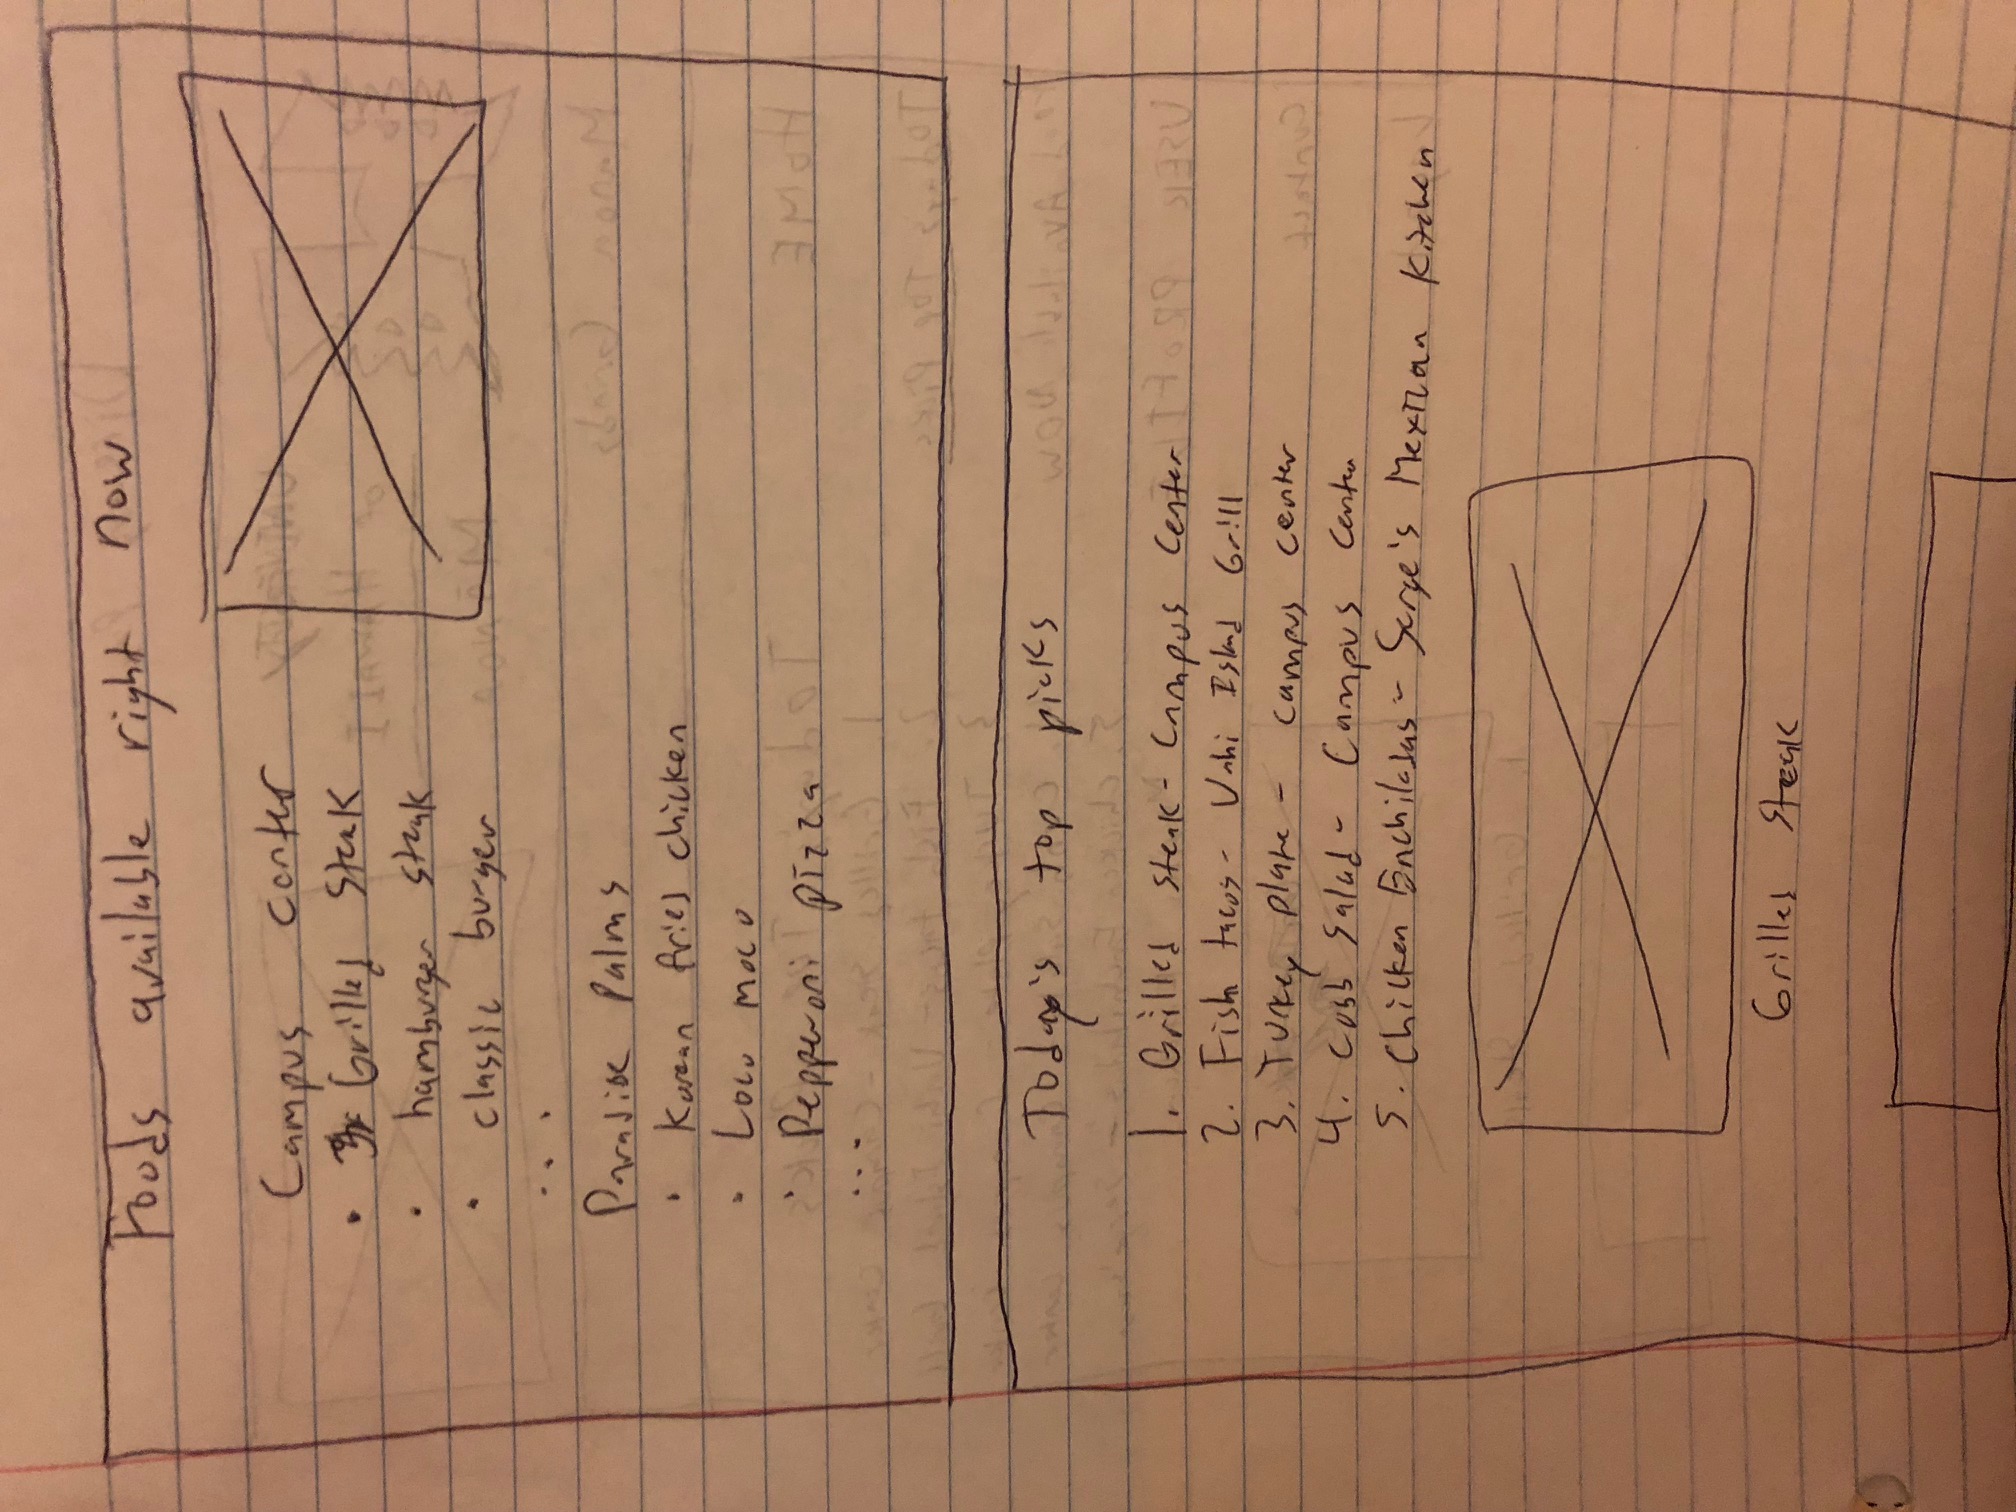 Foods available right now
Campus center
• Grilled Steak
• hamburger steak
• classic burger
...
Paradise Palms
• Korean fried chicken
• Loco moco
• Pepperoni pizza
...
Today's top picks
1. Grilled steak - Campus Center
2. Fish tacos - Uahi Island Grill
3. Turkey plate - campus center
4. Cobb Salad - Campus Center
5. Chicken Enchiladas - Serge's Mexican Kitchen
Grilled Steak